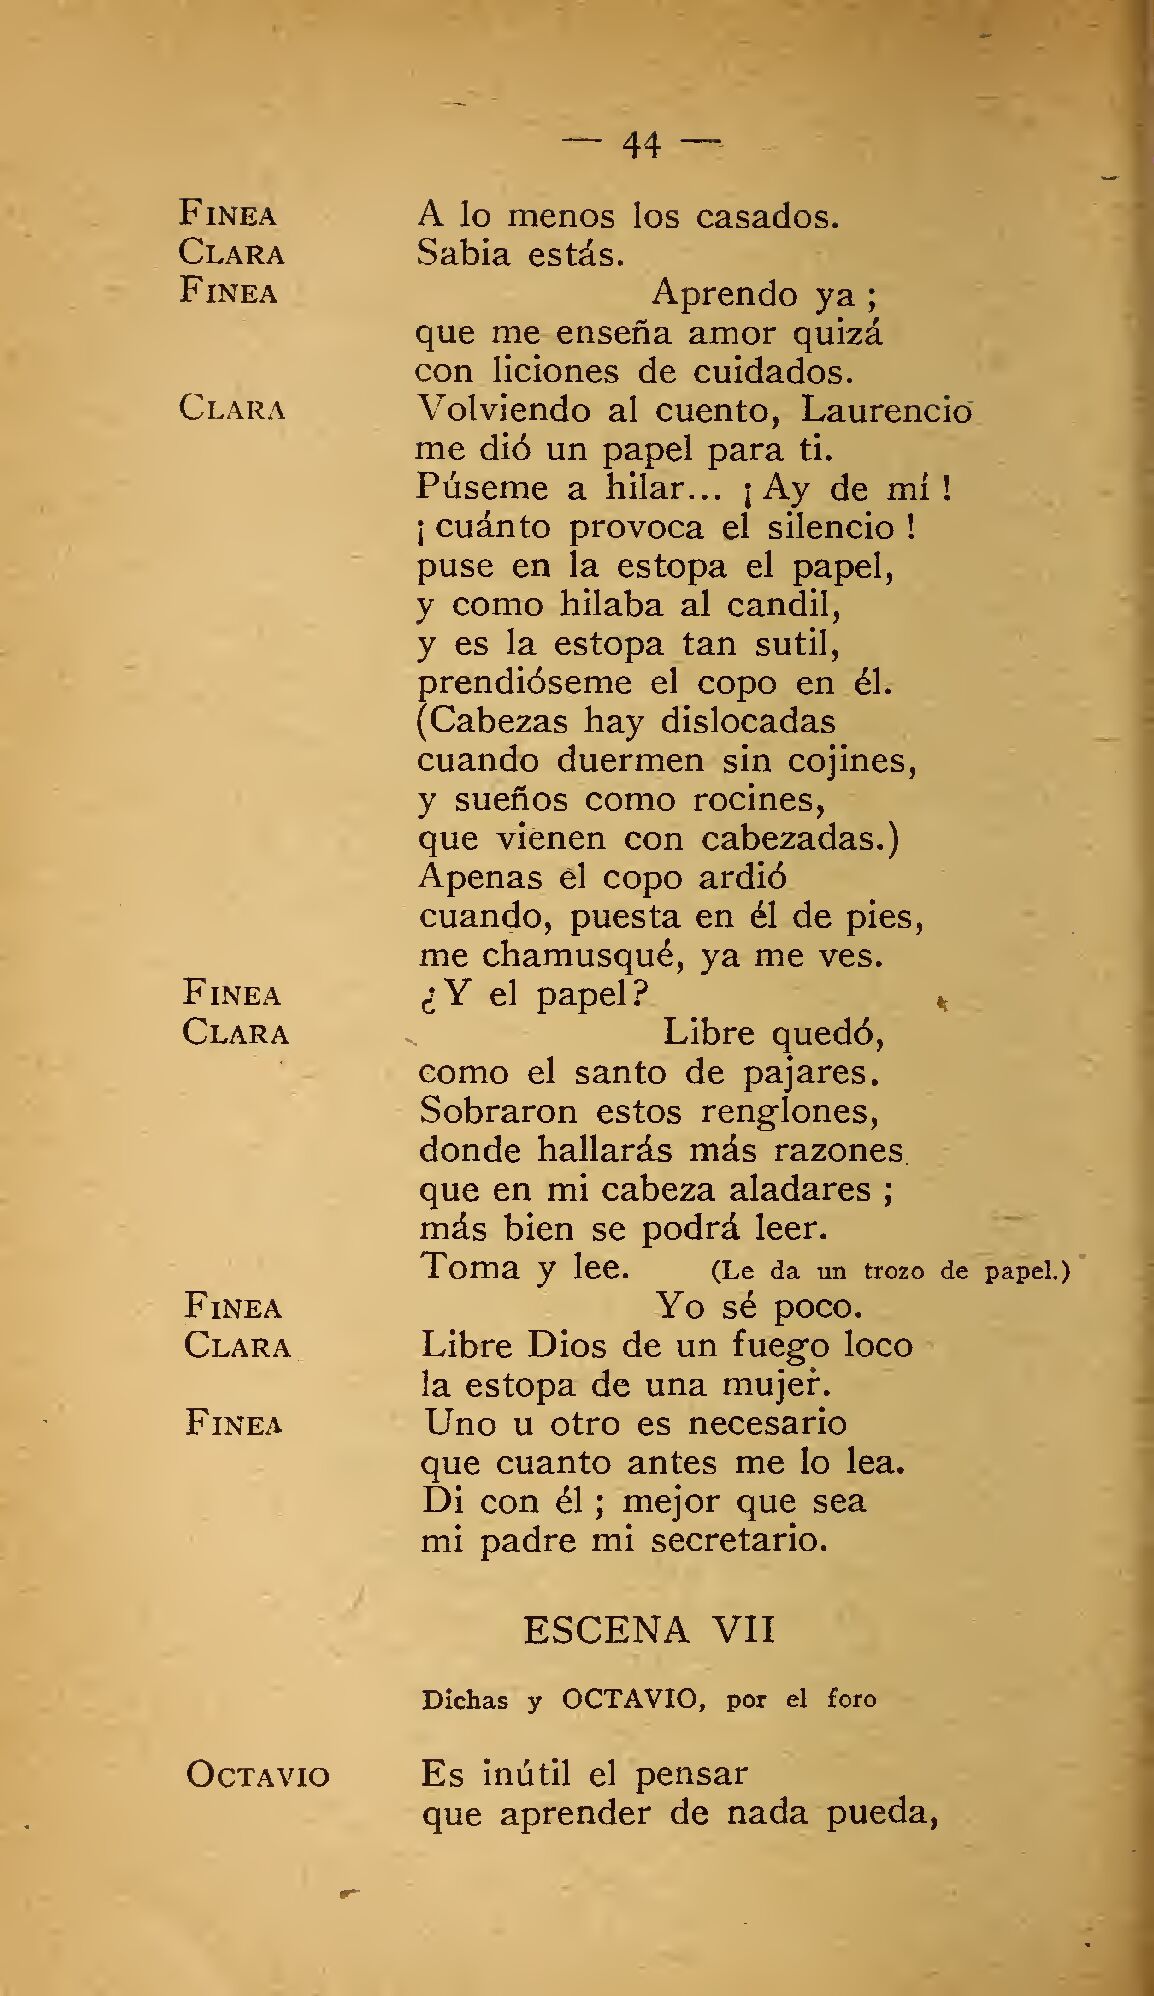 — 44 —
FINEA A lo menos los casados.
CLARA Sabia estás.
FINEA Aprendo ya ;
que me enseña amor quizá
con liciones de cuidados.
CLARA Volviendo al cuento, Laurencio
me dió un papel para ti.
Púseme a hilar... ¡ Ay de mí !
¡ cuánto provoca el silencio !
puse en la estopa el papel,
y como hilaba al candil,
y es la estopa tan sutil,
prendióseme el copo en él.
(Cabezas hay dislocadas
cuando duermen sin cojines,
y sueños como rocines,
que vienen con cabezadas.)
Apenas el copo ardió
cuando, puesta en él de pies,
me chamusqué, ya me ves.
FINEA ¿Y el papel?
CLARA Libre quedó,
como el santo de pajares.
Sobraron estos renglones,
donde hallarás más razones
que en mi cabeza aladares ;
más bien se podrá leer.
Toma y lee. (Le da un trozo de papel.)
FINEA Yo sé poco.
CLARA Libre Dios de un fuego loco
la estopa de una mujer.
FINEA Uno u otro es necesario
que cuanto antes me lo lea.
Di con él ; mejor que sea
mi padre mi secretario.
ESCENA VII
Dichas y OCTAVIO, por el foro
OCTAVIO Es inútil el pensar
que aprender de nada pueda,